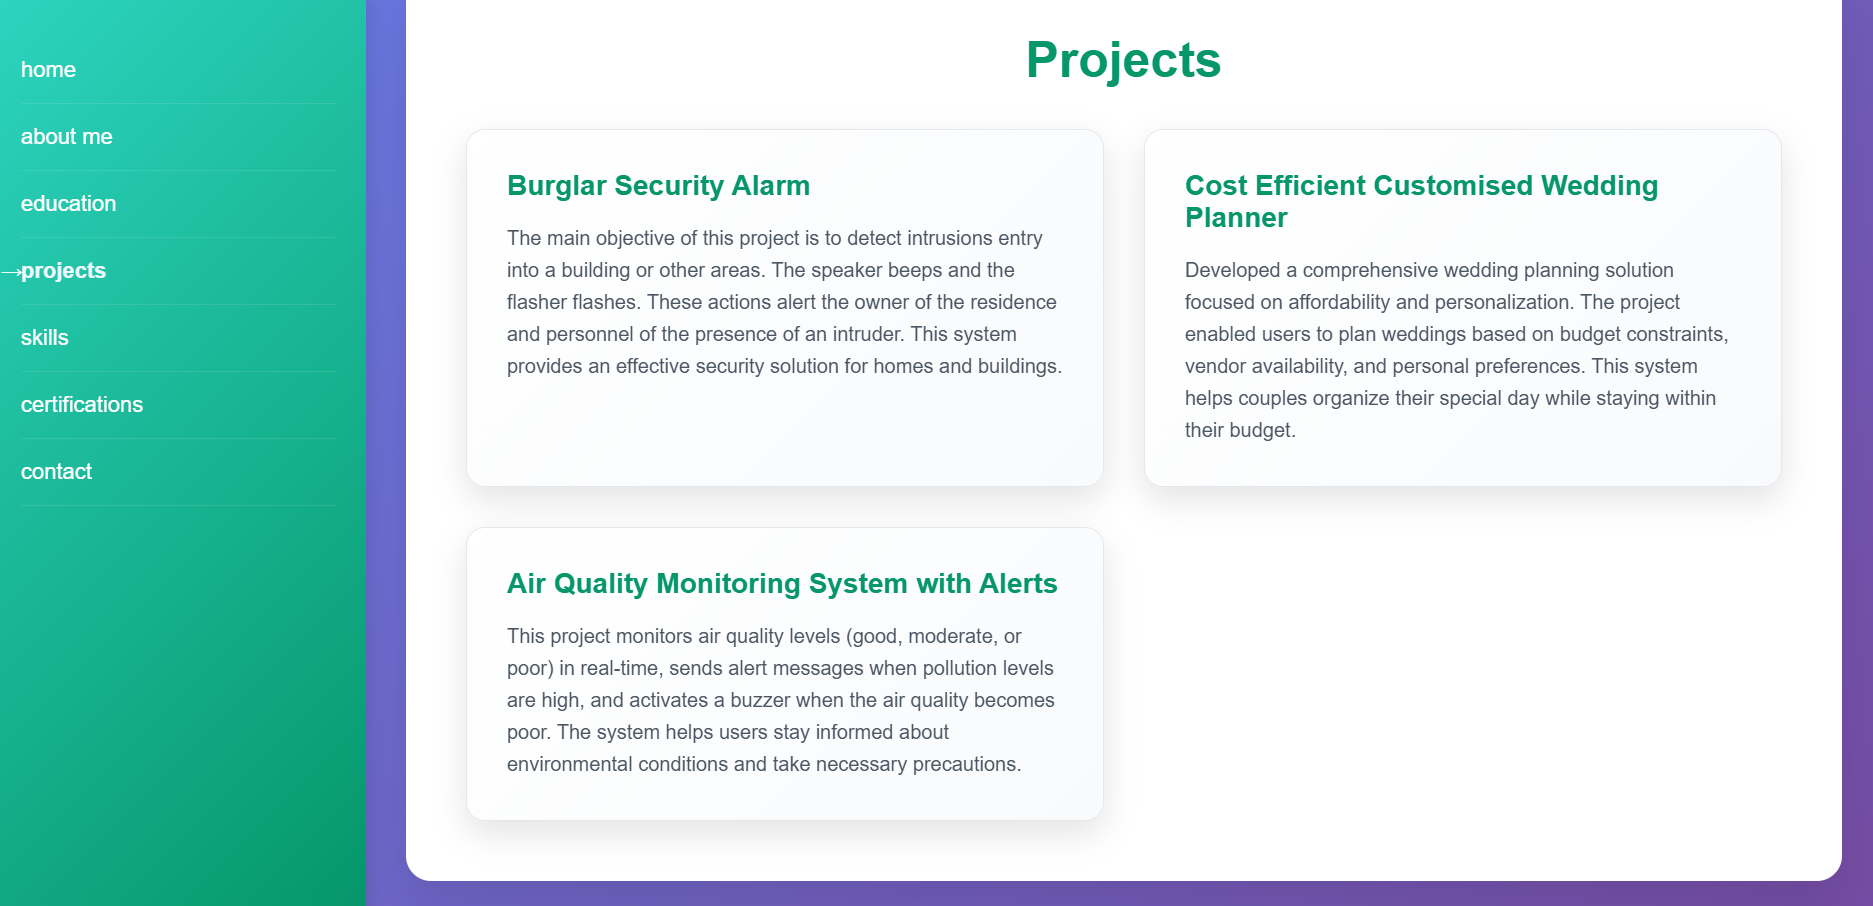 home
about me
education
→projects
skills
certifications
contact
Projects
Burglar Security Alarm
The main objective of this project is to detect intrusions entry
into a building or other areas. The speaker beeps and the
flasher flashes. These actions alert the owner of the residence
and personnel of the presence of an intruder. This system
provides an effective security solution for homes and buildings.
Cost Efficient Customised Wedding
Planner
Developed a comprehensive wedding planning solution
focused on affordability and personalization. The project
enabled users to plan weddings based on budget constraints,
vendor availability, and personal preferences. This system
helps couples organize their special day while staying within
their budget.
Air Quality Monitoring System with Alerts
This project monitors air quality levels (good, moderate, or
poor) in real-time, sends alert messages when pollution levels
are high, and activates a buzzer when the air quality becomes
poor. The system helps users stay informed about
environmental conditions and take necessary precautions.